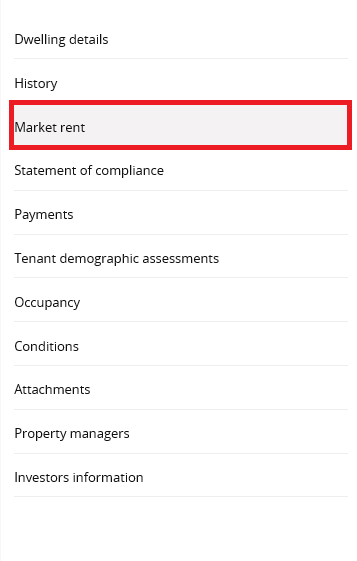 Dwelling details
History
Market rent
Statement of compliance
Payments
Tenant demographic assessments
Occupancy
Conditions
Attachments
Property managers
Investors information